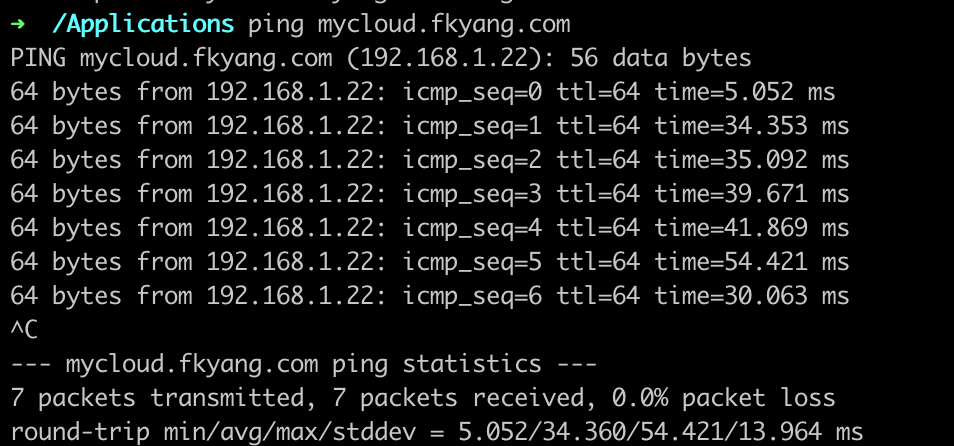 ➜  /Applications ping mycloud.fkyang.com
PING mycloud.fkyang.com (192.168.1.22): 56 data bytes
64 bytes from 192.168.1.22: icmp_seq=0 ttl=64 time=5.052 ms
64 bytes from 192.168.1.22: icmp_seq=1 ttl=64 time=34.353 ms
64 bytes from 192.168.1.22: icmp_seq=2 ttl=64 time=35.092 ms
64 bytes from 192.168.1.22: icmp_seq=3 ttl=64 time=39.671 ms
64 bytes from 192.168.1.22: icmp_seq=4 ttl=64 time=41.869 ms
64 bytes from 192.168.1.22: icmp_seq=5 ttl=64 time=54.421 ms
64 bytes from 192.168.1.22: icmp_seq=6 ttl=64 time=30.063 ms
^C
--- mycloud.fkyang.com ping statistics ---
7 packets transmitted, 7 packets received, 0.0% packet loss
round-trip min/avg/max/stddev = 5.052/34.360/54.421/13.964 ms